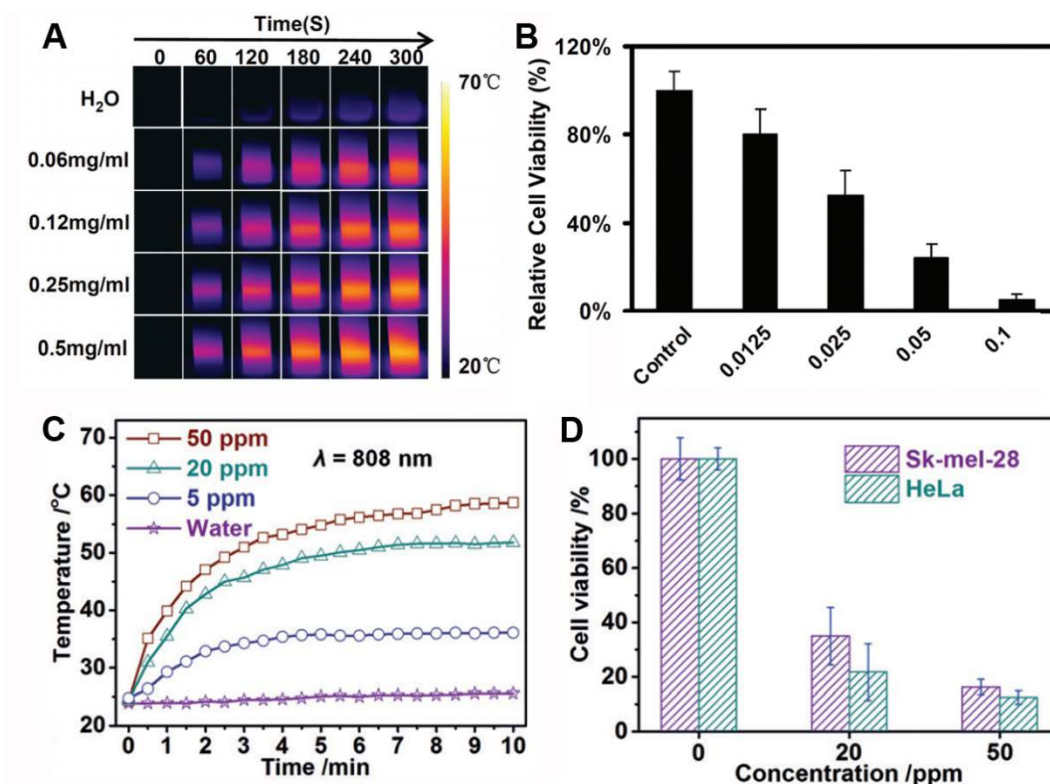 A
Time(S)
0 60 120 180 240 300
H₂O
0.06mg/ml
0.12mg/ml
0.25mg/ml
0.5mg/ml
70℃
20℃
B
Relative Cell Viability (%)
120%
80%
40%
0%
Control 0.0125 0.025 0.05 0.1
C
Temperature /°C
70
60
50
40
30
20
50 ppm
20 ppm
5 ppm
Water
λ = 808 nm
0 1 2 3 4 5 6 7 8 9 10
Time /min
D
Cell viability /%
100
80
60
40
20
0
Sk-mel-28
HeLa
0 20 50
Concentration /ppm